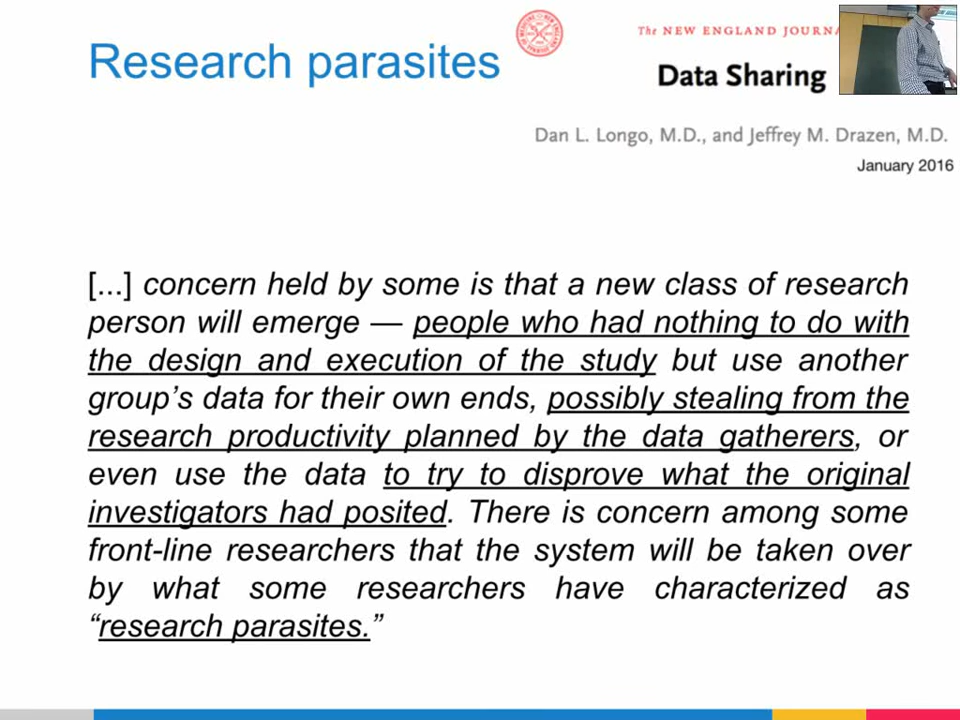 Research parasites
The NEW ENGLAND JOURNA
Data Sharing
Dan L. Longo, M.D., and Jeffrey M. Drazen, M.D.
January 2016
[...] concern held by some is that a new class of research
person will emerge — people who had nothing to do with
the design and execution of the study but use another
group’s data for their own ends, possibly stealing from the
research productivity planned by the data gatherers, or
even use the data to try to disprove what the original
investigators had posited. There is concern among some
front-line researchers that the system will be taken over
by what some researchers have characterized as
“research parasites.”